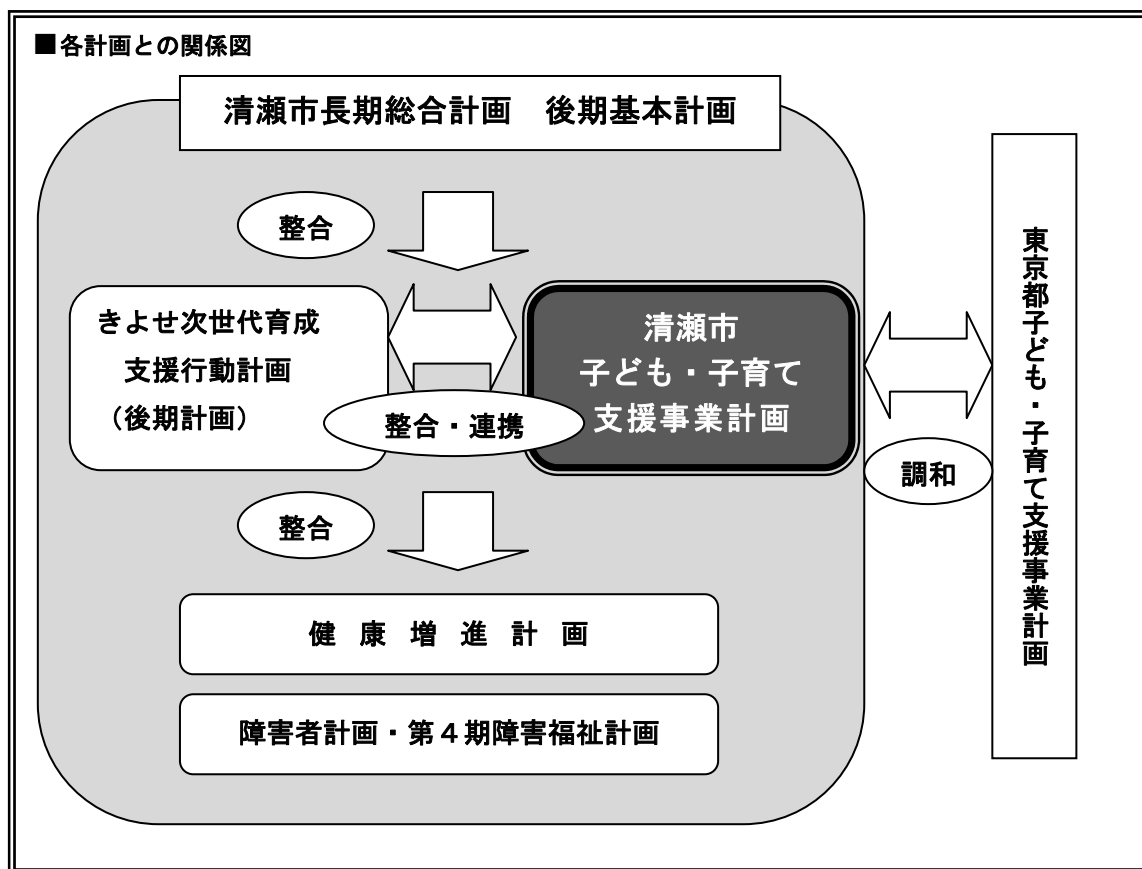 ■各計画との関係図
清瀬市長期総合計画　後期基本計画
整合
きよせ次世代育成
支援行動計画
（後期計画）
整合・連携
清瀬市
子ども・子育て
支援事業計画
調和
東京都子ども・子育て支援事業計画
整合
健 康 増 進 計 画
障害者計画・第４期障害福祉計画